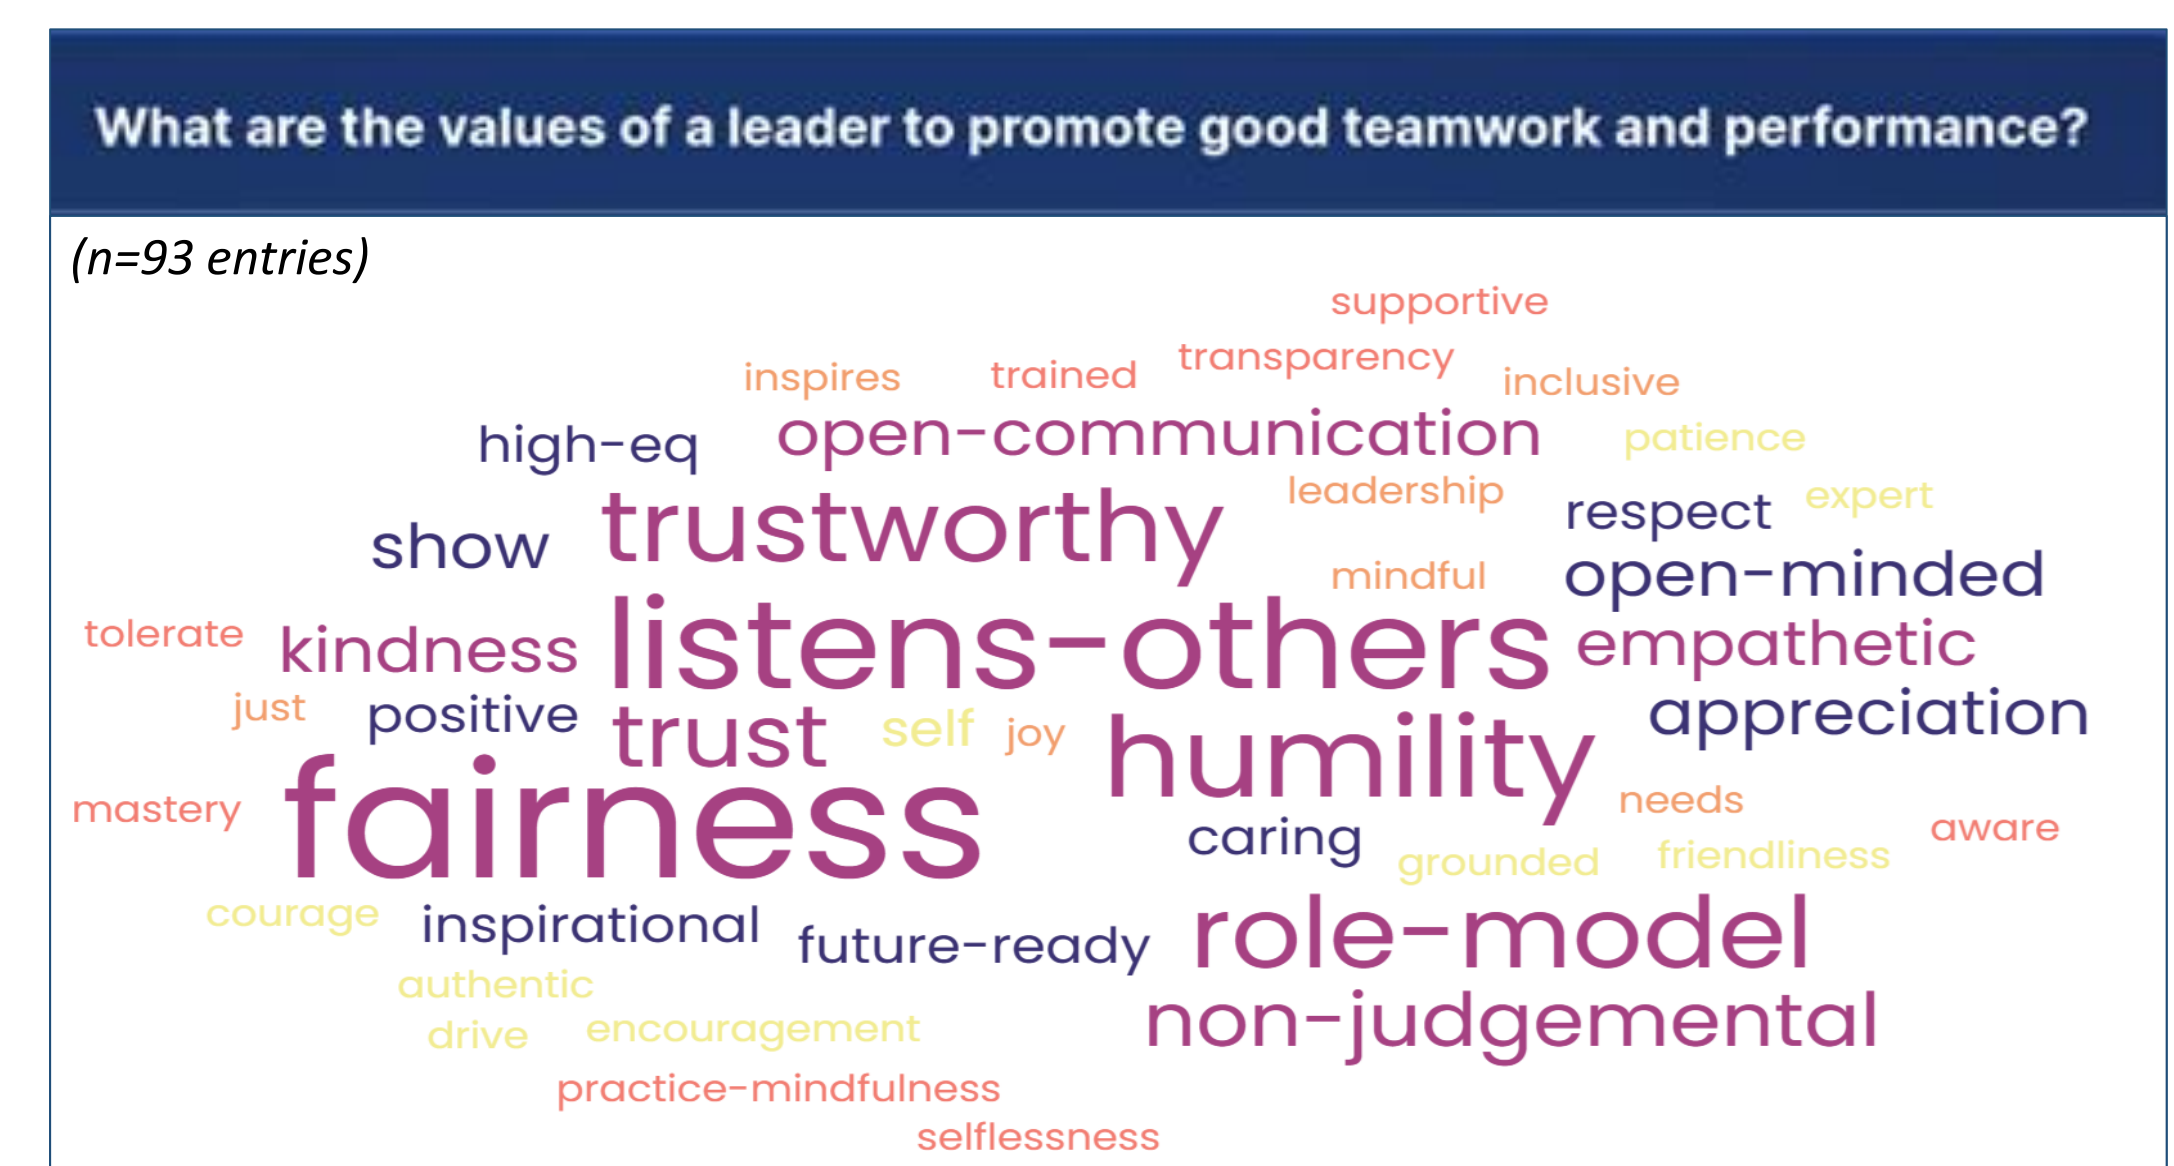 What are the values of a leader to promote good teamwork and performance?
(n=93 entries)
supportive
inspires trained transparency inclusive
high-eq open-communication patience
show trustworthy leadership respect expert
mindful open-minded
tolerate kindness listens-others empathetic
just positive trust self joy humility appreciation
mastery fairness caring needs aware
grounded friendliness
courage inspirational future-ready role-model
authentic
drive encouragement non-judgemental
practice-mindfulness
selflessness